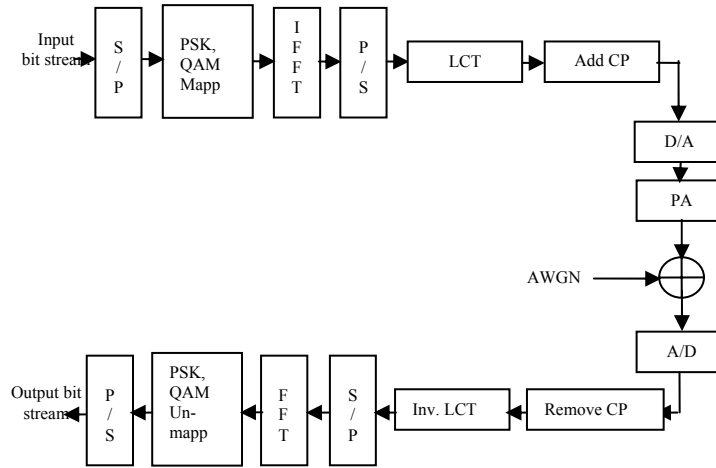 Input
bit stream
S
/
P
PSK,
QAM
Mapp
I
F
F
T
P
/
S
LCT
Add CP
D/A
PA
AWGN
A/D
Output bit
stream
P
/
S
PSK,
QAM
Un-
mapp
F
F
T
S
/
P
Inv. LCT
Remove CP